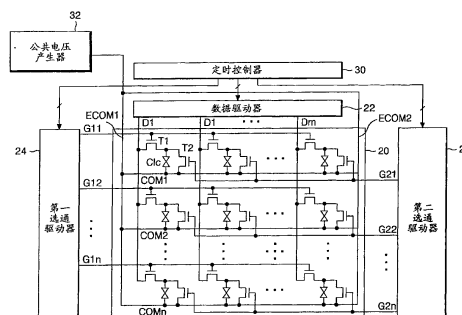 32
公共电压
产生器
定时控制器
30
ECOM1
数据驱动器
22
ECOM2
D1
D1
Dm
24
G11
T1
T2
20
Clc
COM1
G21
G12
第一
选通
驱动器
COM2
G22
第二
选通
驱动器
G1n
COMn
G2n